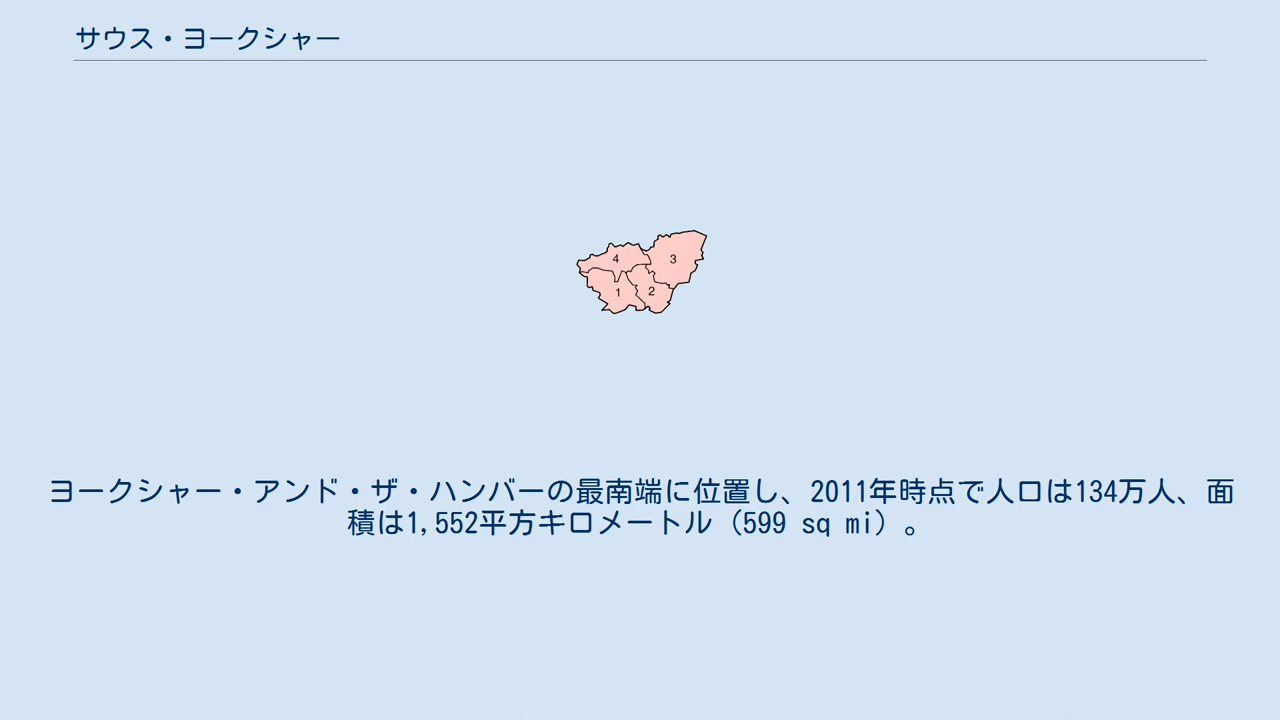 サウス・ヨークシャー
4
3
1
2
ヨークシャー・アンド・ザ・ハンバーの最南端に位置し、2011年時点で人口は134万人、面
積は1,552平方キロメートル（599 sq mi）。